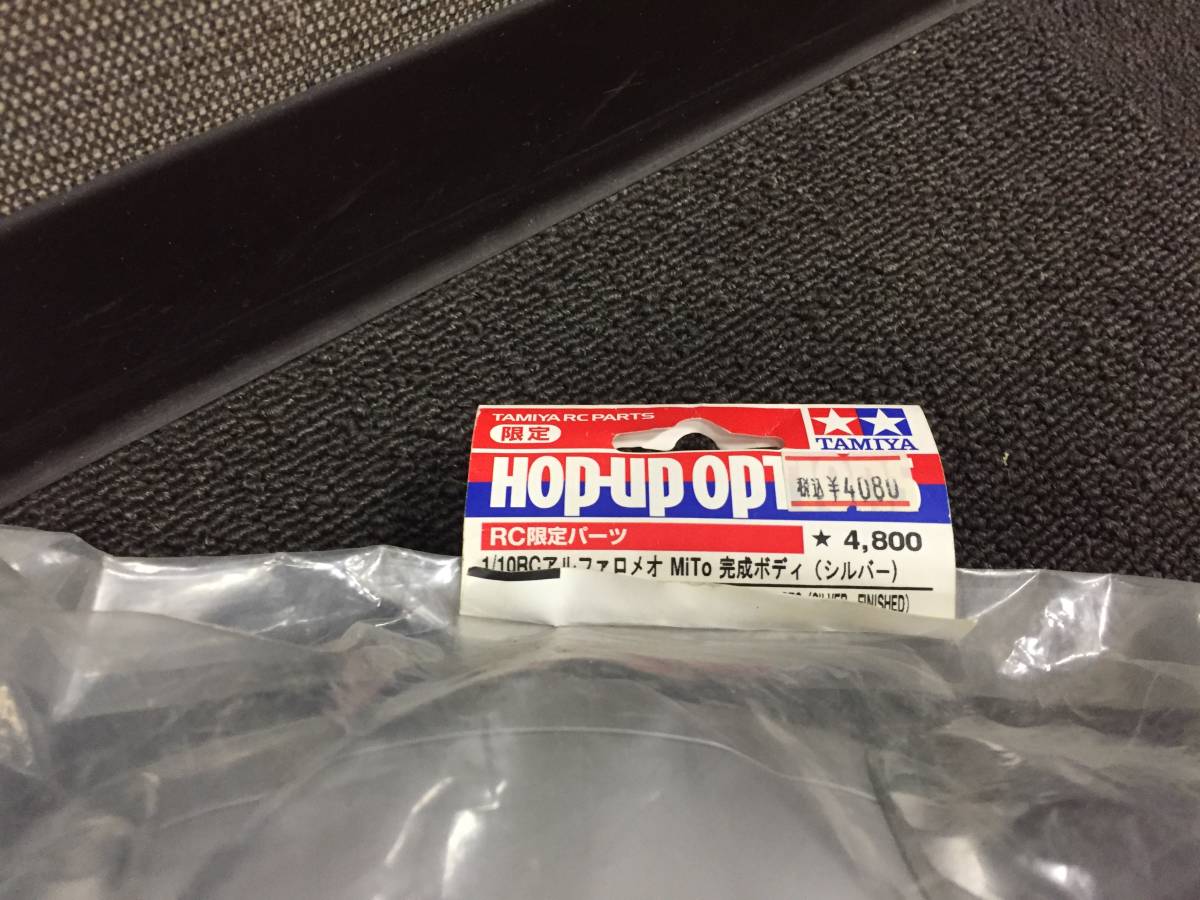 TAMIYA RC PARTS
限定
TAMIYA
HOP-UP
税込¥4080
RC限定パーツ
★ 4,800
1/10RCアルファロメオ MiTo 完成ボディ（シルバー）
(SILVER FINISHED)